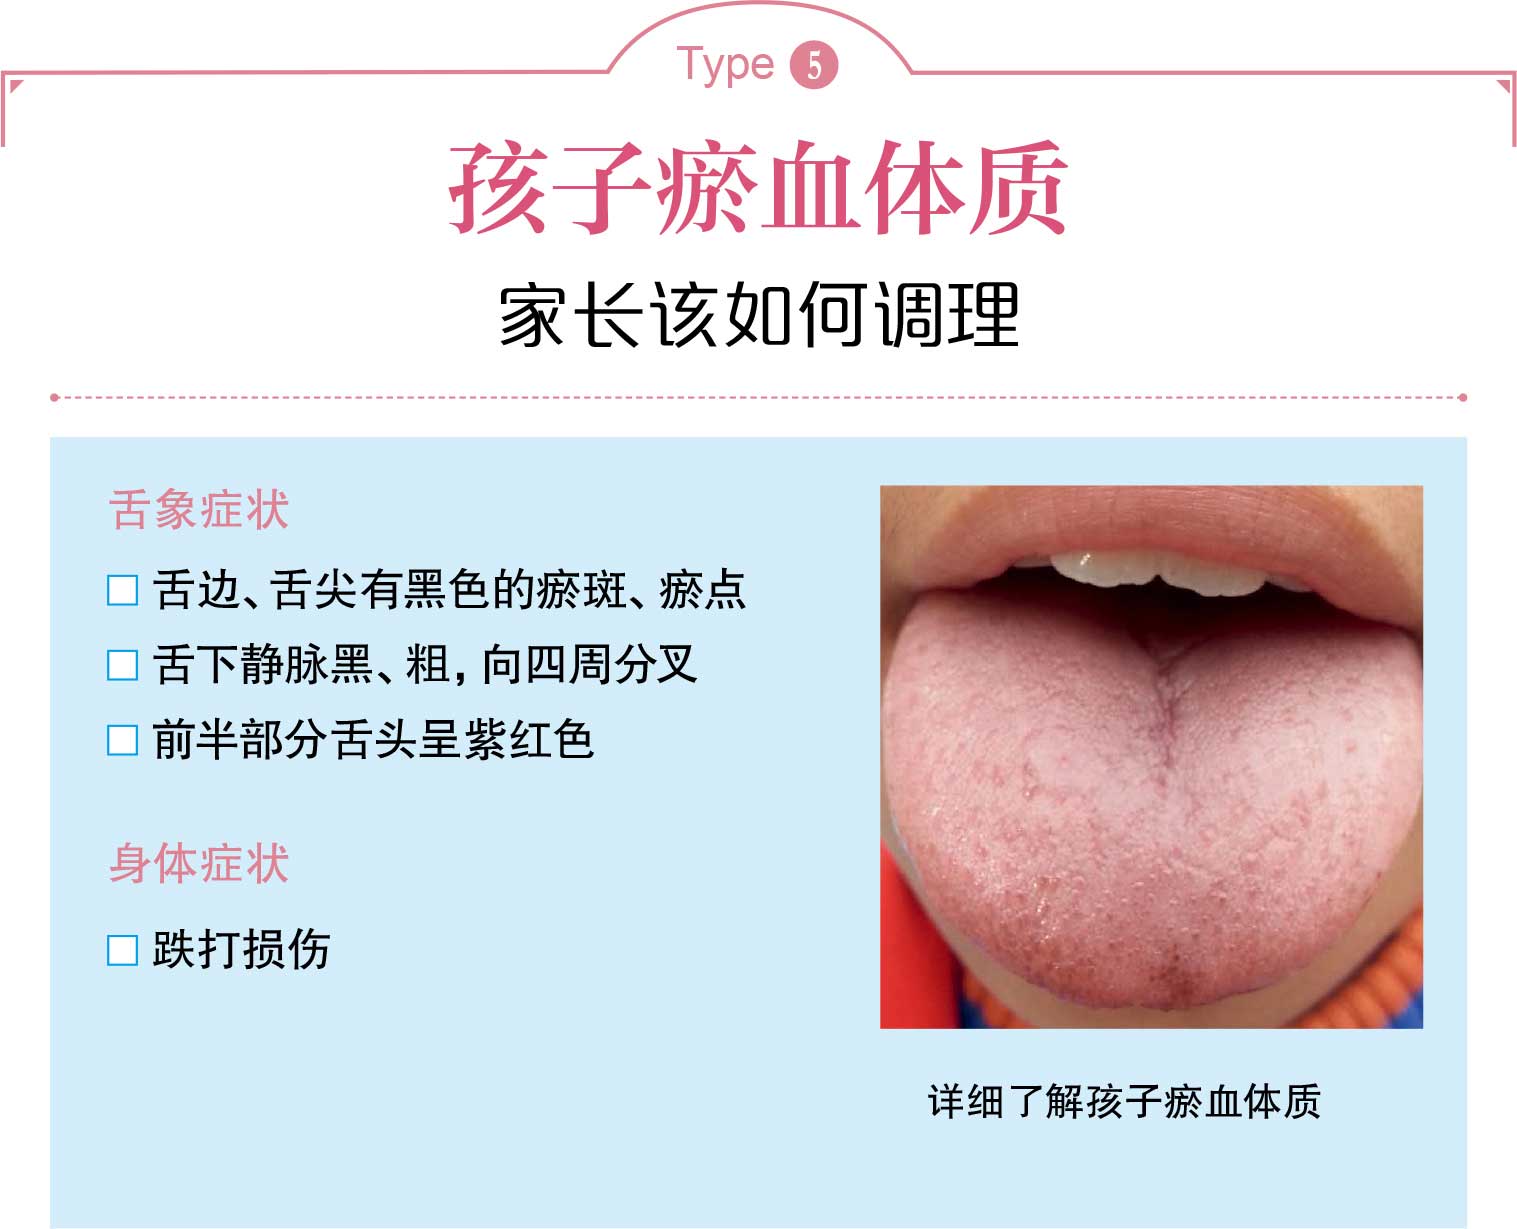 Type 5
孩子瘀血体质
家长该如何调理
舌象症状
舌边、舌尖有黑色的瘀斑、瘀点
舌下静脉黑、粗，向四周分叉
前半部分舌头呈紫红色
身体症状
跌打损伤
详细了解孩子瘀血体质